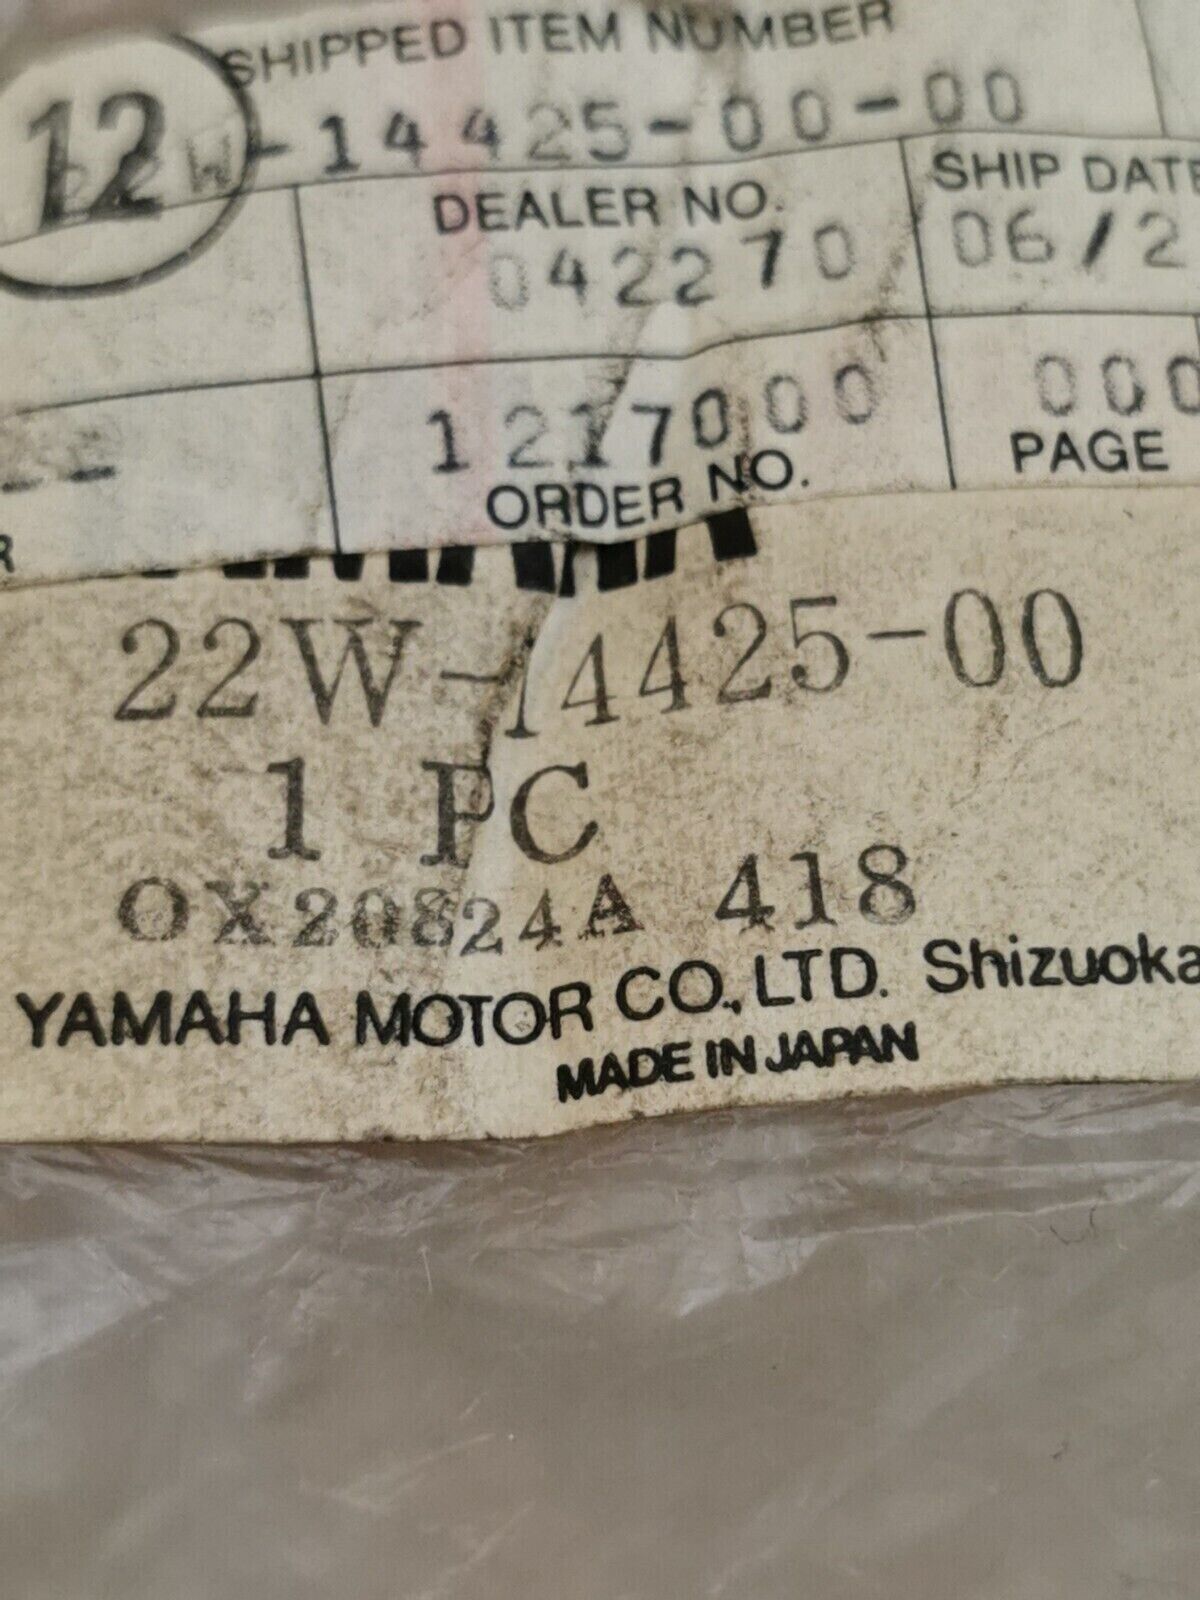 SHIPPED ITEM NUMBER
12
22W-14425-00-00
DEALER NO. SHIP DATE
042270 06/2
-- 1217000 000
R ORDER NO. PAGE
22W-14425-00
1 PC
OX20824A 418
YAMAHA MOTOR CO., LTD. Shizuoka
MADE IN JAPAN